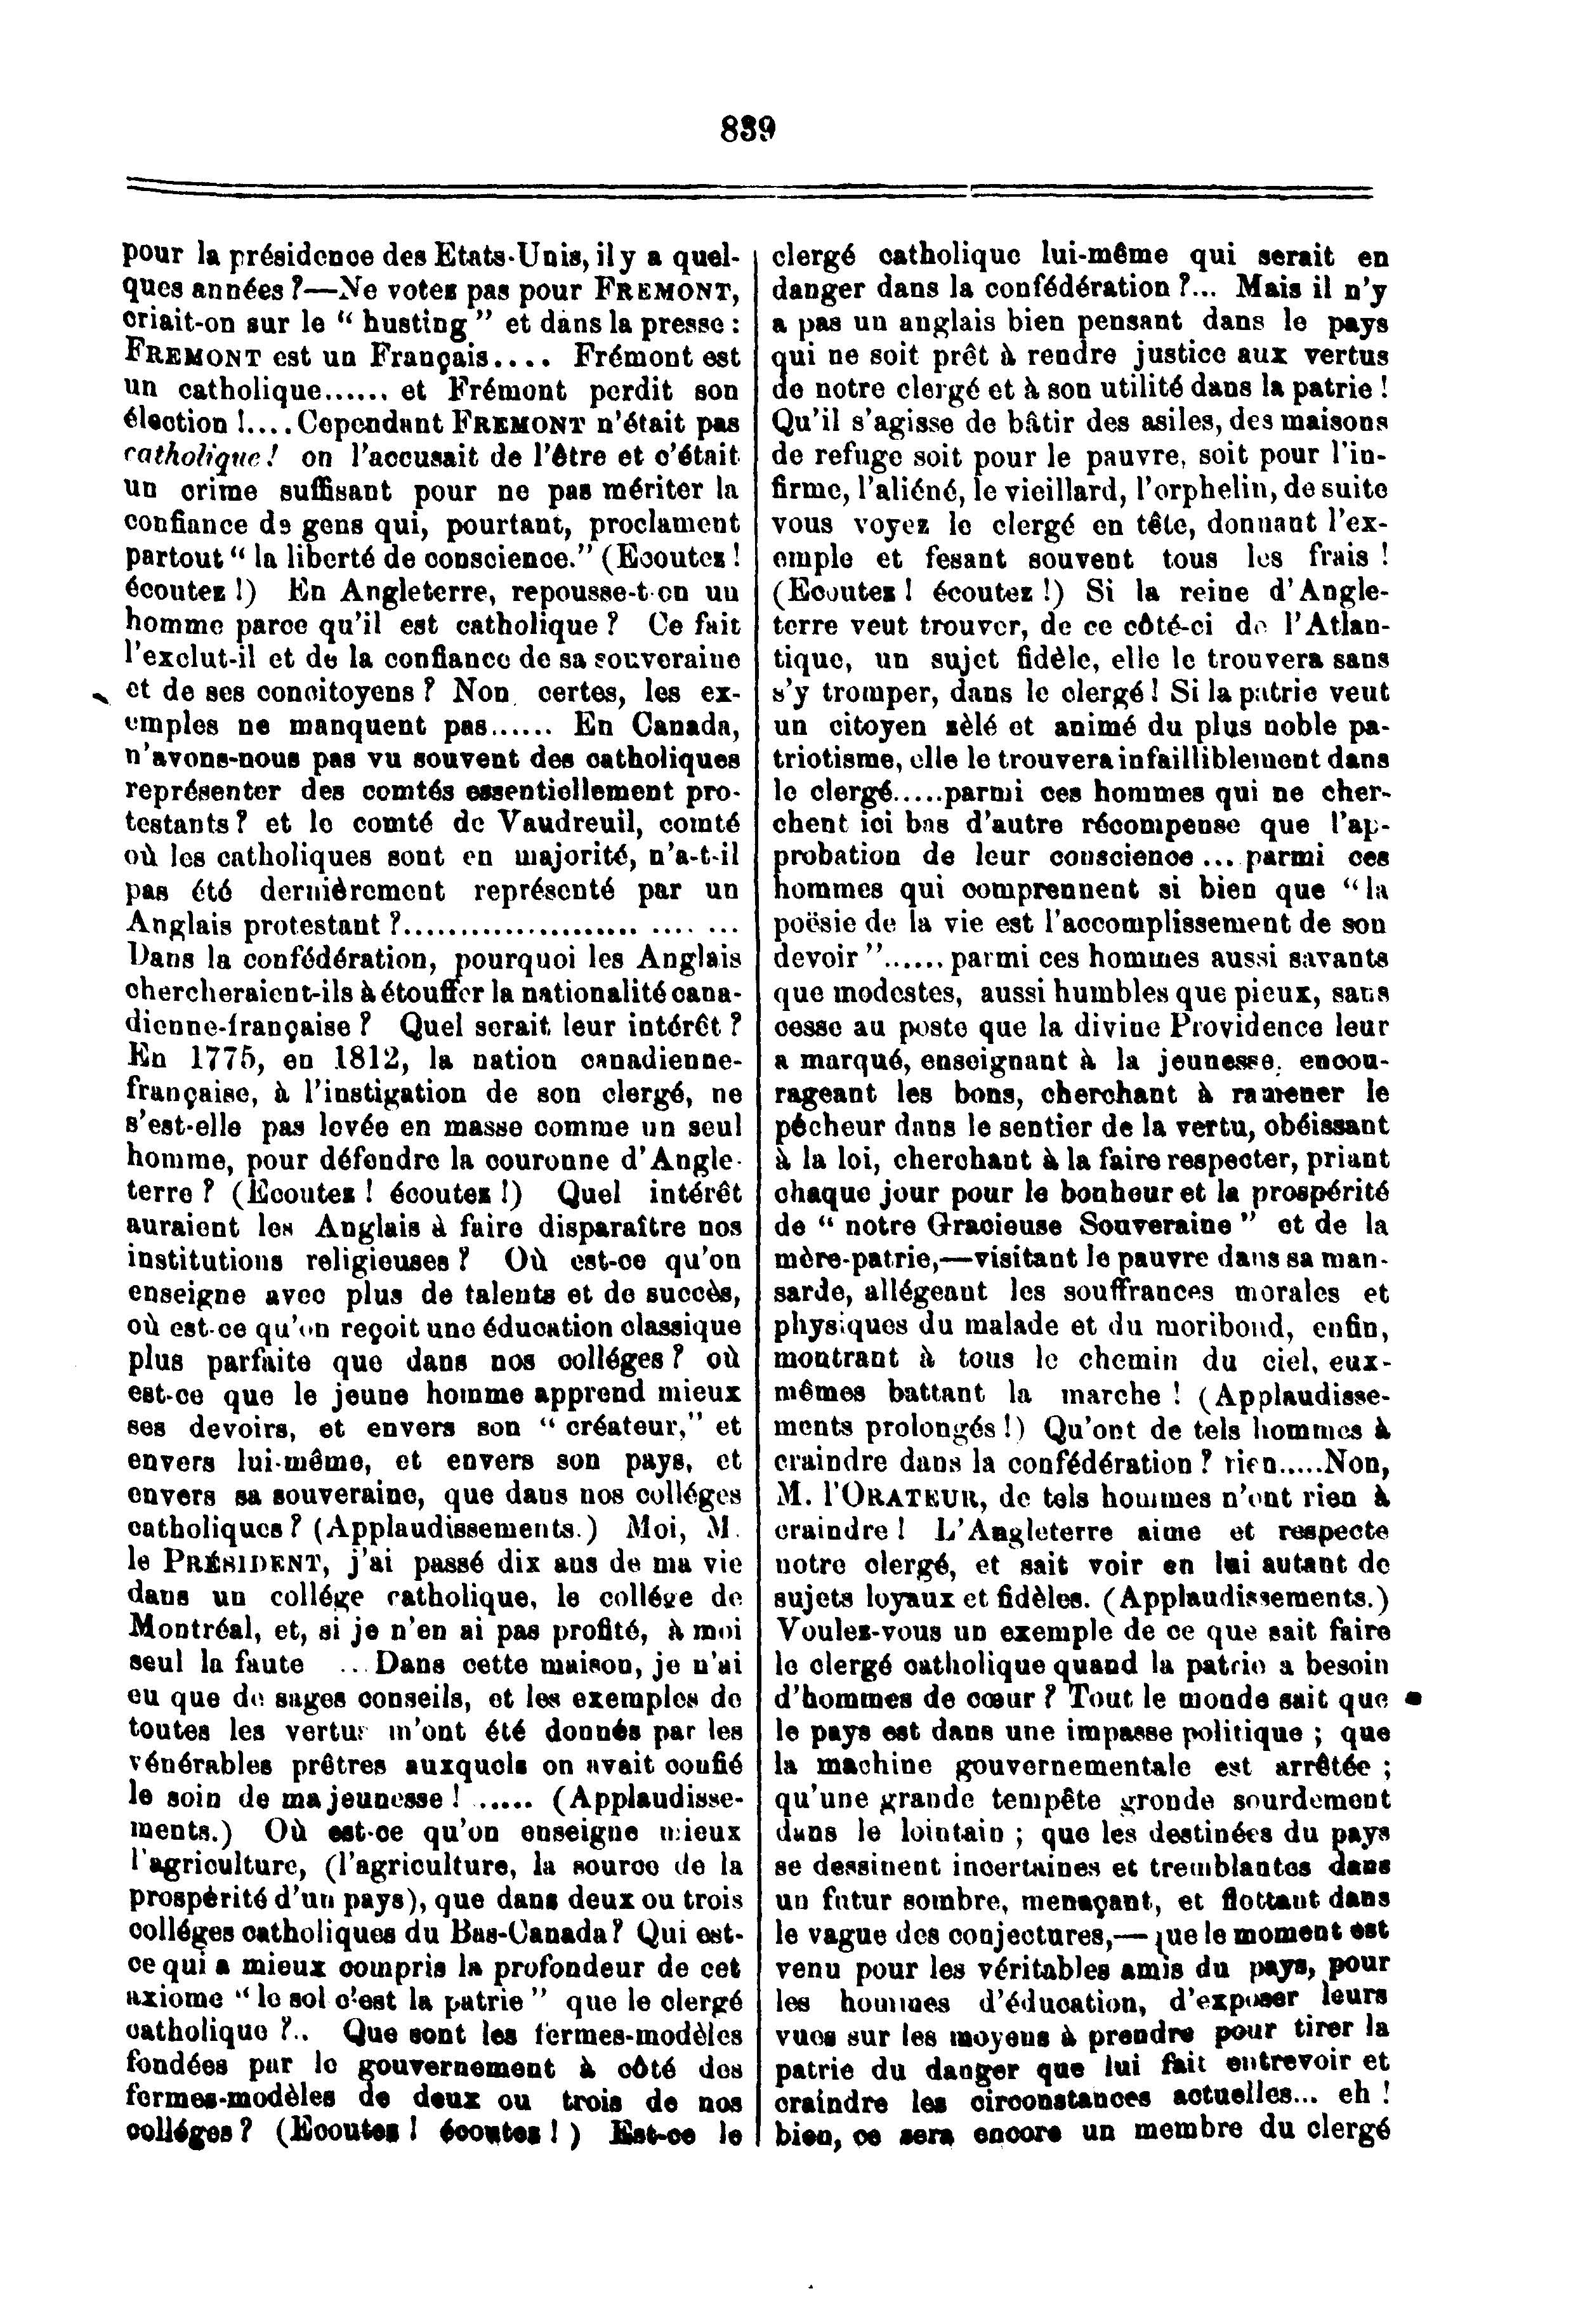 839
pour la présidence des Etats-Unis, il y a quel-
ques années ?—Ne votez pas pour FREMONT,
criait-on sur le “ husting ” et dans la presse :
FREMONT est un Français.... Frémont est
un catholique...... et Frémont perdit son
élection !.... Cependant FREMONT n'était pas
catholique! on l'accusait de l'être et c'était
un crime suffisant pour ne pas mériter la
confiance de gens qui, pourtant, proclament
partout “ la liberté de conscience.” (Ecoutez !
écoutez !) En Angleterre, repousse-t-on un
homme parce qu'il est catholique ? Ce fait
l'exclut-il et de la confiance de sa souveraine
et de ses concitoyens ? Non certes, les ex-
emples ne manquent pas...... En Canada,
n'avons-nous pas vu souvent des catholiques
représenter des comtés essentiellement pro-
testants ? et le comté de Vaudreuil, comté
où les catholiques sont en majorité, n'a-t-il
pas été dernièrement représenté par un
Anglais protestant ?..............................
Dans la confédération, pourquoi les Anglais
chercheraient-ils à étouffer la nationalité cana-
dienne-française ? Quel serait leur intérêt ?
En 1775, en 1812, la nation canadienne-
française, à l'instigation de son clergé, ne
s'est-elle pas levée en masse comme un seul
homme, pour défendre la couronne d'Angle-
terre ? (Ecoutez ! écoutez !) Quel intérêt
auraient les Anglais à faire disparaître nos
institutions religieuses ? Où est-ce qu'on
enseigne avec plus de talents et de succès,
où est-ce qu'on reçoit une éducation classique
plus parfaite que dans nos colléges ? où
est-ce que le jeune homme apprend mieux
ses devoirs, et envers son “ créateur,” et
envers lui-même, et envers son pays, et
envers sa souveraine, que dans nos colléges
catholiques ? (Applaudissements.) Moi, M.
le PRÉSIDENT, j'ai passé dix ans de ma vie
dans un collége catholique, le collége de
Montréal, et, si je n'en ai pas profité, à moi
seul la faute ... Dans cette maison, je n'ai
eu que de sages conseils, et les exemples de
toutes les vertus m'ont été donnés par les
vénérables prêtres auxquels on avait confié
le soin de ma jeunesse ! ...... (Applaudisse-
ments.) Où est-ce qu'on enseigne mieux
l'agriculture, (l'agriculture, la source de la
prospèrité d'un pays), que dans deux ou trois
colléges catholiques du Bas-Canada ? Qui est-
ce qui a mieux compris la profondeur de cet
axiome “ le sol c'est la patrie ” que le clergé
catholique ?.. Que sont les fermes-modèles
fondées par le gouvernement à côté des
fermes-modèles de deux ou trois de nos
colléges ? (Ecoutez ! écoutez ! ) Est-ce le
clergé catholique lui-même qui serait en
danger dans la confédération ?... Mais il n'y
a pas un anglais bien pensant dans le pays
qui ne soit prêt à rendre justice aux vertus
de notre clergé et à son utilité dans la patrie !
Qu'il s'agisse de bâtir des asiles, des maisons
de refuge soit pour le pauvre, soit pour l'in-
firme, l'aliéné, le vieillard, l'orphelin, de suite
vous voyez le clergé en tête, donnant l'ex-
emple et fesant souvent tous les frais !
(Ecoutez ! écoutez !) Si la reine d'Angle-
terre veut trouver, de ce côté-ci de l'Atlan-
tique, un sujet fidèle, elle le trouvera sans
s'y tromper, dans le clergé ! Si la patrie veut
un citoyen zèlé et animé du plus noble pa-
triotisme, elle le trouvera infailliblement dans
le clergé.....parmi ces hommes qui ne cher-
chent ici bas d'autre récompense que l'ap-
probation de leur conscience ... parmi ces
hommes qui comprennent si bien que “ la
poësie de la vie est l'accomplissement de son
devoir ”...... parmi ces hommes aussi savants
que modestes, aussi humbles que pieux, sans
cesse au poste que la divine Providence leur
a marqué, enseignant à la jeunesse, encou-
rageant les bons, cherchant à ramener le
pécheur dans le sentier de la vertu, obéissant
à la loi, cherchant à la faire respecter, priant
chaque jour pour le bonheur et la prospérité
de “ notre Gracieuse Souveraine ” et de la
mère-patrie,—visitant le pauvre dans sa man-
sarde, allégeant les souffrances morales et
physiques du malade et du moribond, enfin,
montrant à tous le chemin du ciel, eux-
mêmes battant la marche ! (Applaudisse-
ments prolongés !) Qu'ont de tels hommes à
craindre dans la confédération ? rien.....Non,
M. l'ORATEUR, de tels hommes n'ont rien à
craindre ! L'Angleterre aime et respecte
notre clergé, et sait voir en lui autant de
sujets loyaux et fidèles. (Applaudissements.)
Voulez-vous un exemple de ce que sait faire
le clergé catholique quand la patrie a besoin
d'hommes de cœur ? Tout le monde sait que
le pays est dans une impasse politique ; que
la machine gouvernementale est arrêtée ;
qu'une grande tempête gronde sourdement
dans le lointain ; que les destinées du pays
se dessinent incertaines et tremblantes dans
un futur sombre, menaçant, et flottant dans
le vague des conjectures,—que le moment est
venu pour les véritables amis du pays, pour
les hommes d'éducation, d'exposer leurs
vues sur les moyens à prendre pour tirer la
patrie du danger que lui fait entrevoir et
craindre les circonstances actuelles... eh !
bien, ce sera encore un membre du clergé